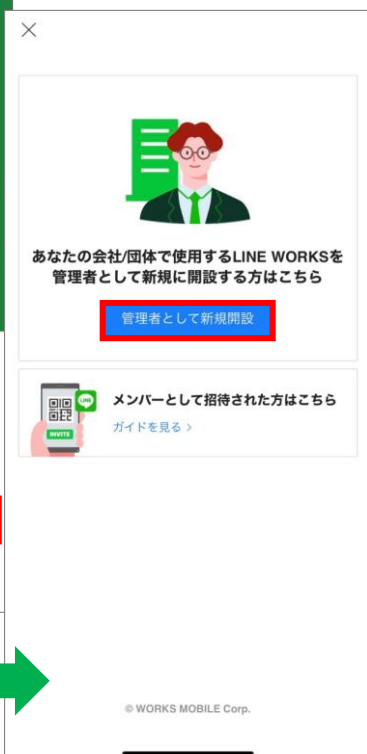 あなたの会社/団体で使用するLINE WORKSを
管理者として新規に開設する方はこちら
管理者として新規開設
LINE
INVITE
メンバーとして招待された方はこちら
ガイドを見る >
© WORKS MOBILE Corp.